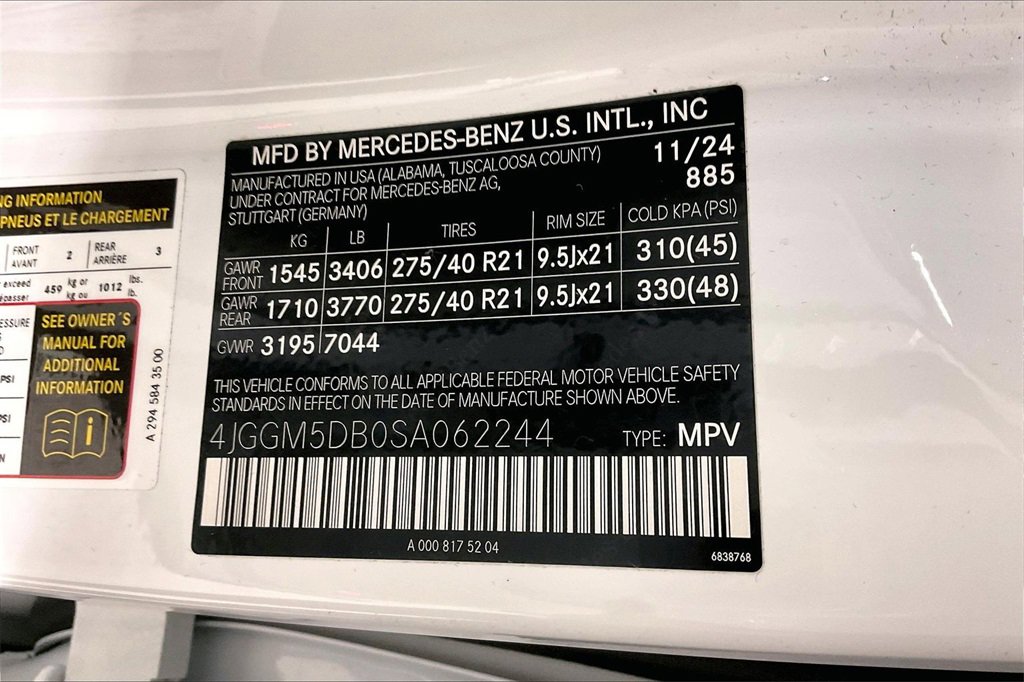 NG INFORMATION
PNEUS ET LE CHARGEMENT
FRONT 2 REAR 3
AVANT ARRIÈRE
exceed 459 kg or 1012 lbs.
kg ou lb.
SEE OWNER´S
MANUAL FOR
ADDITIONAL
INFORMATION
i
PSI
PSI
A 294 584 35 00
MFD BY MERCEDES-BENZ U.S. INTL., INC
MANUFACTURED IN USA (ALABAMA, TUSCALOOSA COUNTY) 11/24
UNDER CONTRACT FOR MERCEDES-BENZ AG, 885
STUTTGART (GERMANY)
KG LB TIRES RIM SIZE COLD KPA (PSI)
GAWR FRONT 1545 3406 275/40 R21 9.5Jx21 310(45)
GAWR REAR 1710 3770 275/40 R21 9.5Jx21 330(48)
GVWR 3195 7044
THIS VEHICLE CONFORMS TO ALL APPLICABLE FEDERAL MOTOR VEHICLE SAFETY
STANDARDS IN EFFECT ON THE DATE OF MANUFACTURE SHOWN ABOVE.
4JGGM5DB0SA062244 TYPE: MPV
A 000 817 52 04
6838768